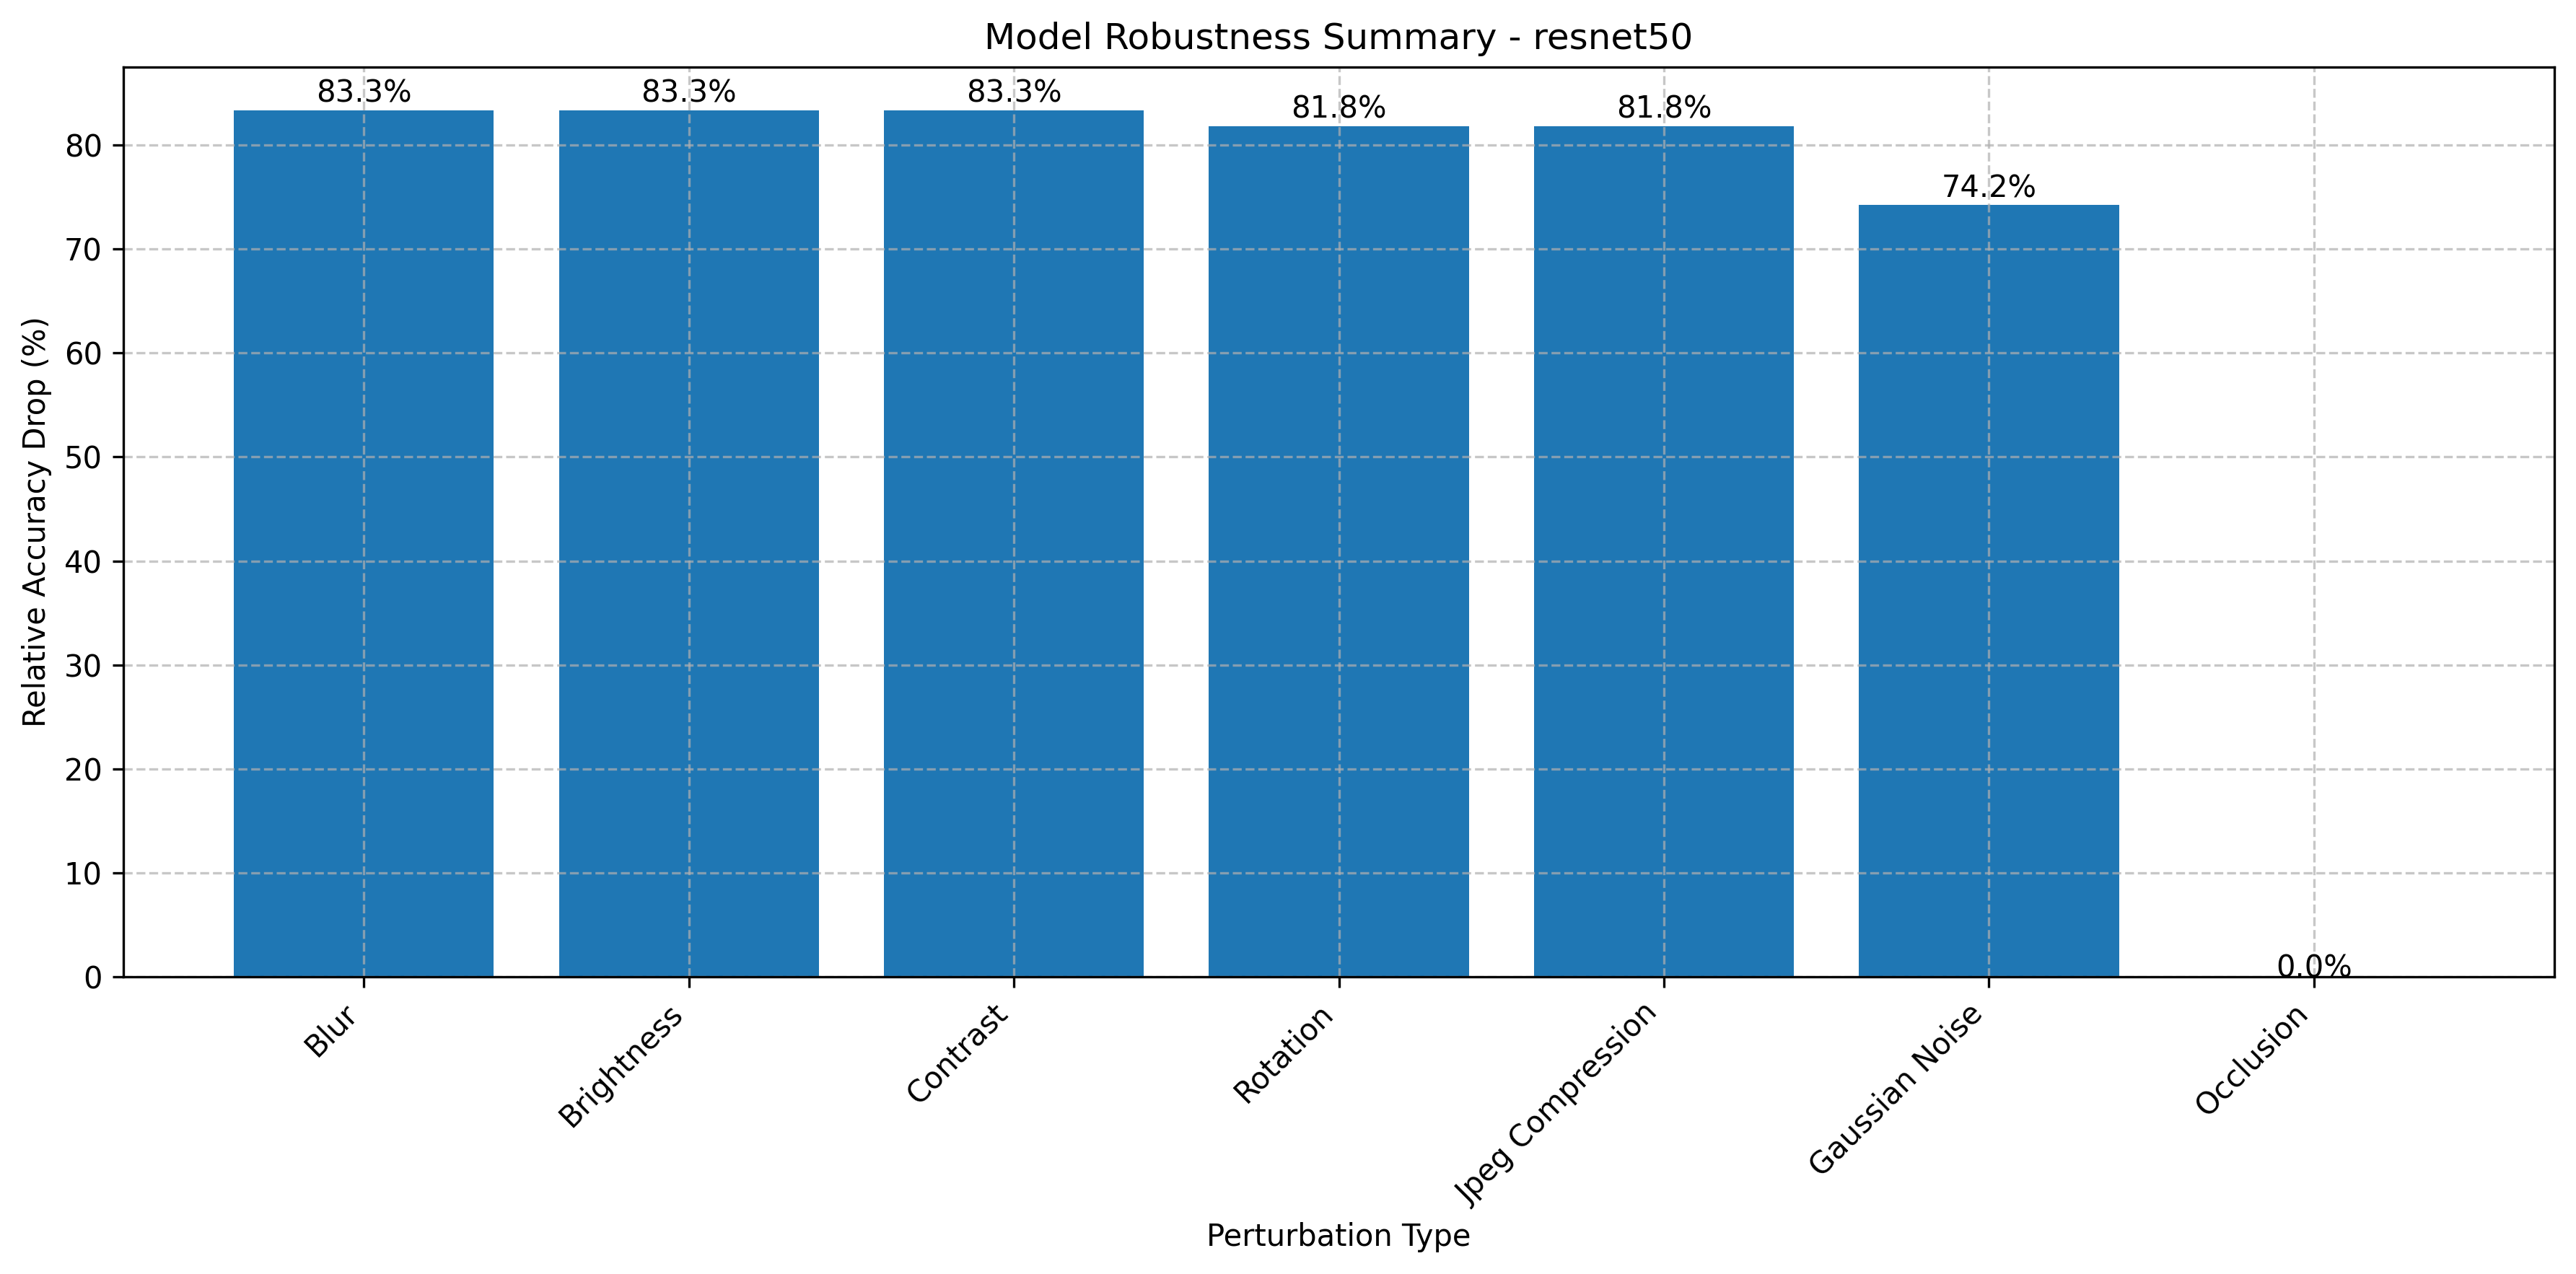 Model Robustness Summary - resnet50
83.3%
83.3%
83.3%
81.8%
81.8%
74.2%
0.0%
Relative Accuracy Drop (%)
80
70
60
50
40
30
20
10
0
Blur
Brightness
Contrast
Rotation
Jpeg Compression
Gaussian Noise
Occlusion
Perturbation Type